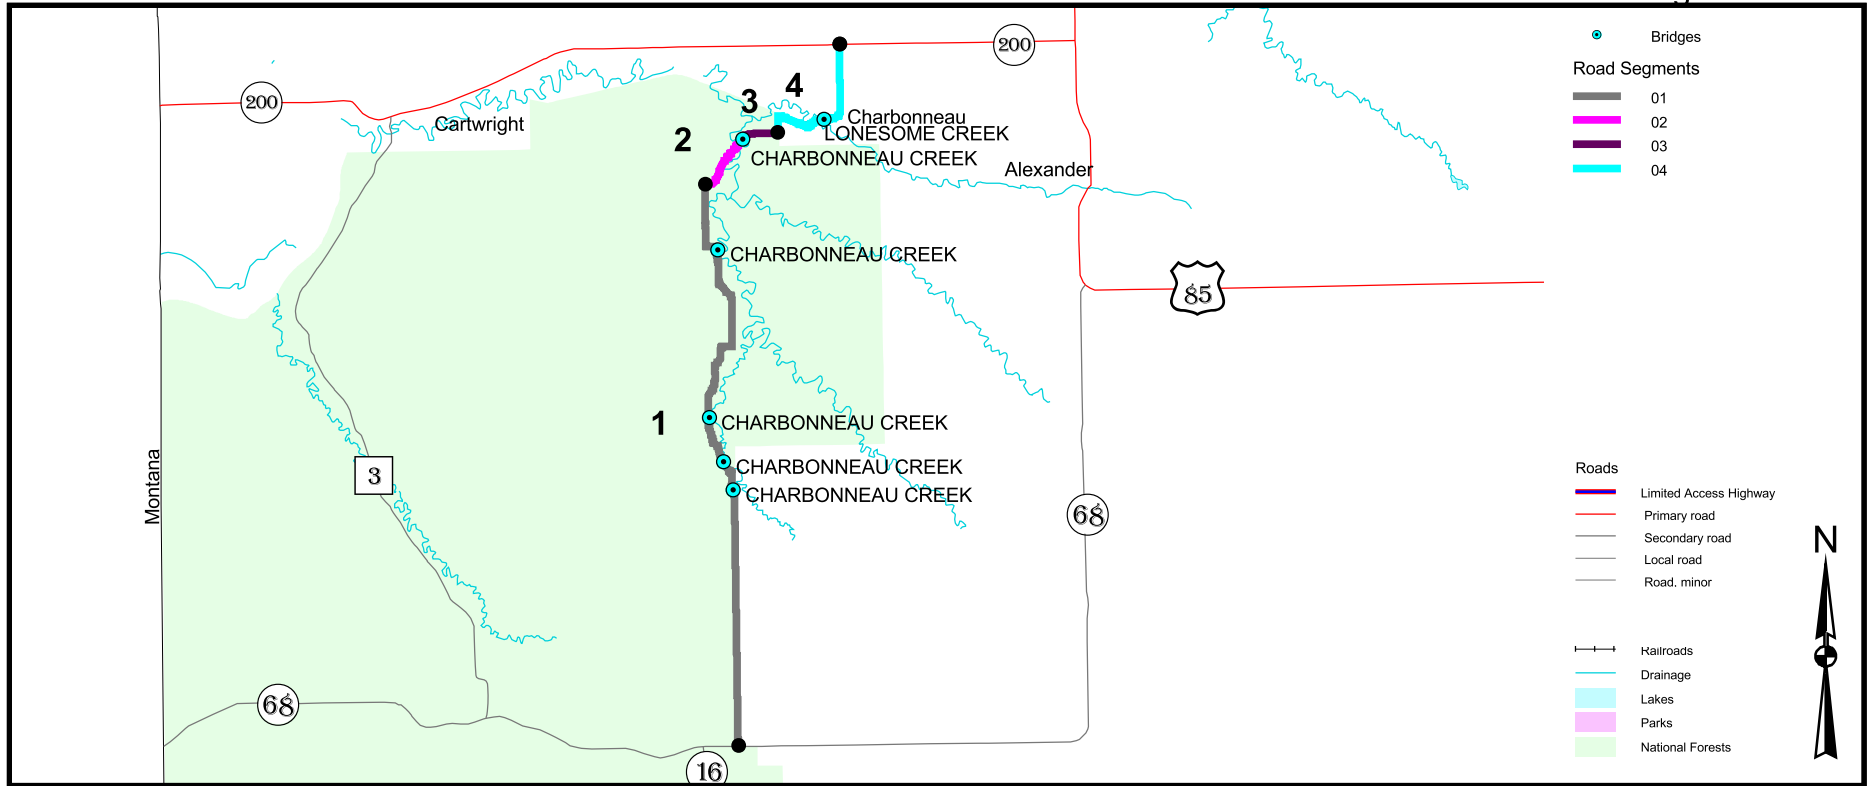 Bridges
Road Segments
01
02
03
04
200
200
4
3
2
Charbonneau
LONESOME CREEK
Cartwright
CHARBONNEAU CREEK
Alexander
CHARBONNEAU CREEK
85
1
CHARBONNEAU CREEK
CHARBONNEAU CREEK
CHARBONNEAU CREEK
3
Montana
68
68
16
Roads
Limited Access Highway
Primary road
Secondary road
Local road
Road, minor
N
Railroads
Drainage
Lakes
Parks
National Forests